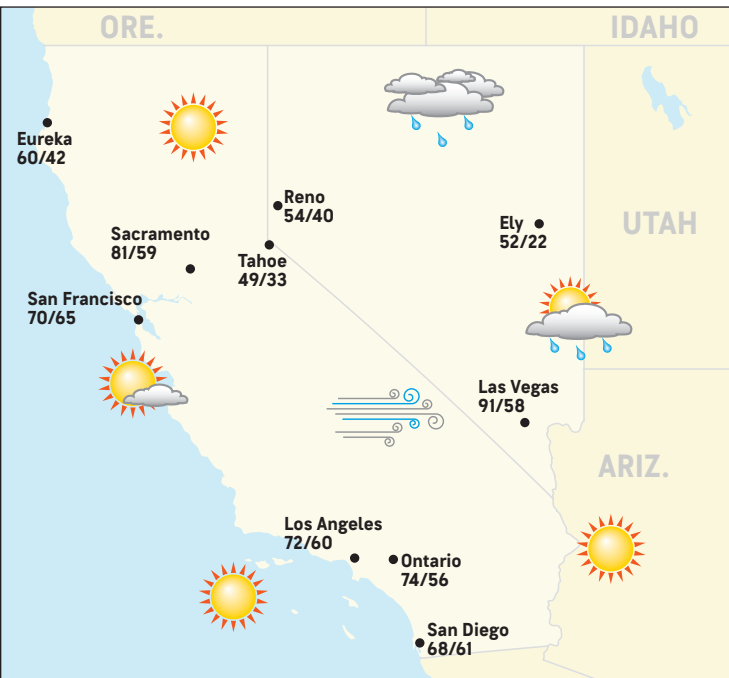 ORE.
IDAHO
Eureka
60/42
Reno
54/40
Ely
52/22
UTAH
Sacramento
81/59
Tahoe
49/33
San Francisco
70/65
Las Vegas
91/58
ARIZ.
Los Angeles
72/60
Ontario
74/56
San Diego
68/61